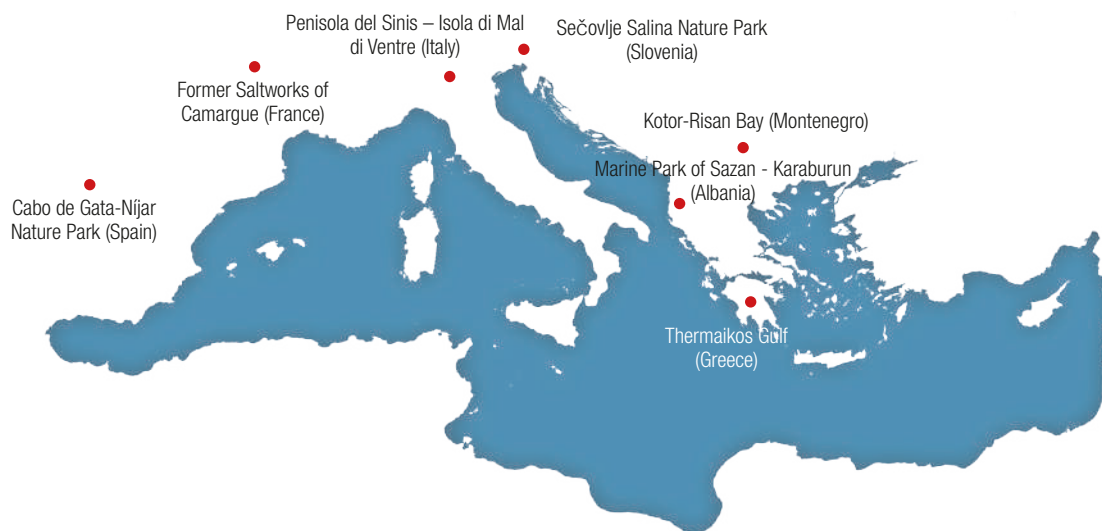 Penisola del Sinis – Isola di Mal
di Ventre (Italy)
Sečovlje Salina Nature Park
(Slovenia)
Former Saltworks of
Camargue (France)
Kotor-Risan Bay (Montenegro)
Marine Park of Sazan - Karaburun
(Albania)
Cabo de Gata-Níjar
Nature Park (Spain)
Thermaikos Gulf
(Greece)